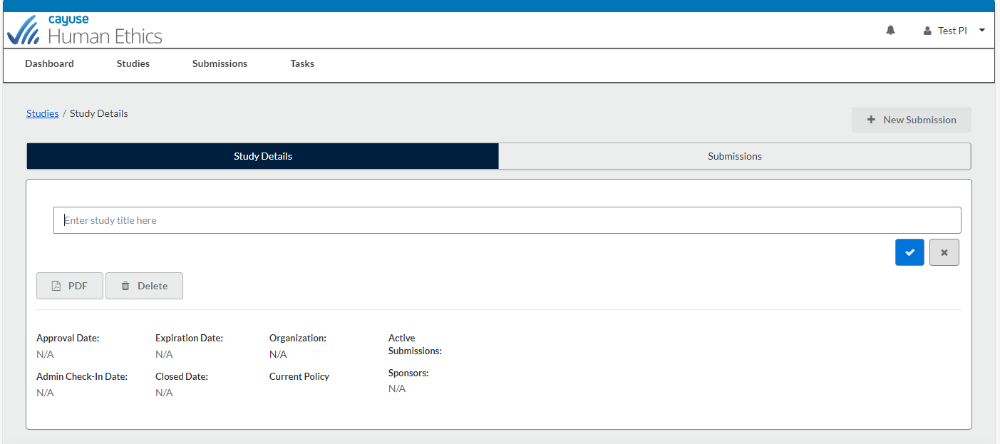 cayuse
Human Ethics
Test PI
Dashboard Studies Submissions Tasks
Studies / Study Details
New Submission
Study Details Submissions
Enter study title here
PDF Delete
Approval Date: Expiration Date: Organization: Active
Submissions:
N/A N/A N/A
Admin Check-In Date: Closed Date: Current Policy Sponsors:
N/A N/A N/A